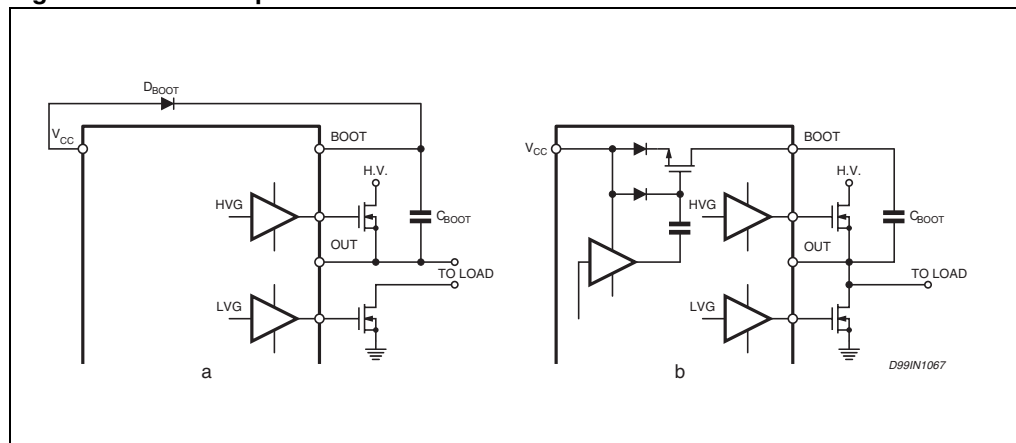 D_BOOT
V_CC
BOOT
H.V.
HVG
C_BOOT
OUT
TO LOAD
LVG
a
V_CC
BOOT
H.V.
HVG
C_BOOT
OUT
TO LOAD
LVG
b
D99IN1067